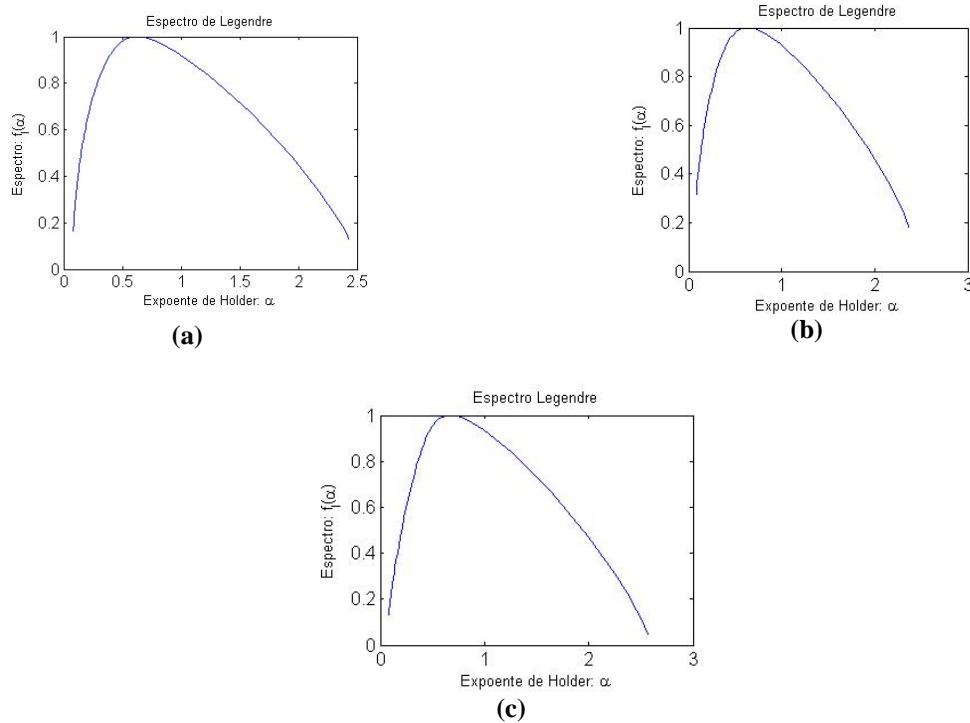 Espectro de Legendre
1
0.8
0.6
0.4
0.2
0
Espectro: fl(α)
0 0.5 1 1.5 2 2.5
Expoente de Holder: α
(a)
Espectro de Legendre
1
0.8
0.6
0.4
0.2
0
Espectro: fl(α)
0 1 2 3
Expoente de Holder: α
(b)
Espectro Legendre
1
0.8
0.6
0.4
0.2
0
Espectro: fl(α)
0 1 2 3
Expoente de Holder: α
(c)